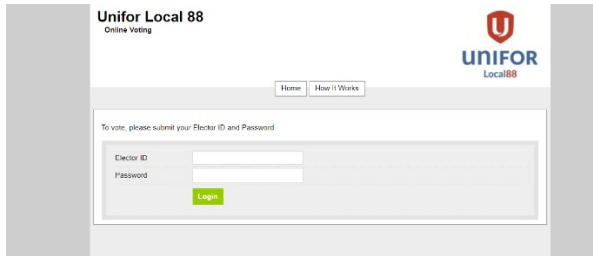 Unifor Local 88
Online Voting
UNIFOR
Local88
Home
How It Works
To vote, please submit your Elector ID and Password
Elector ID
Password
Login